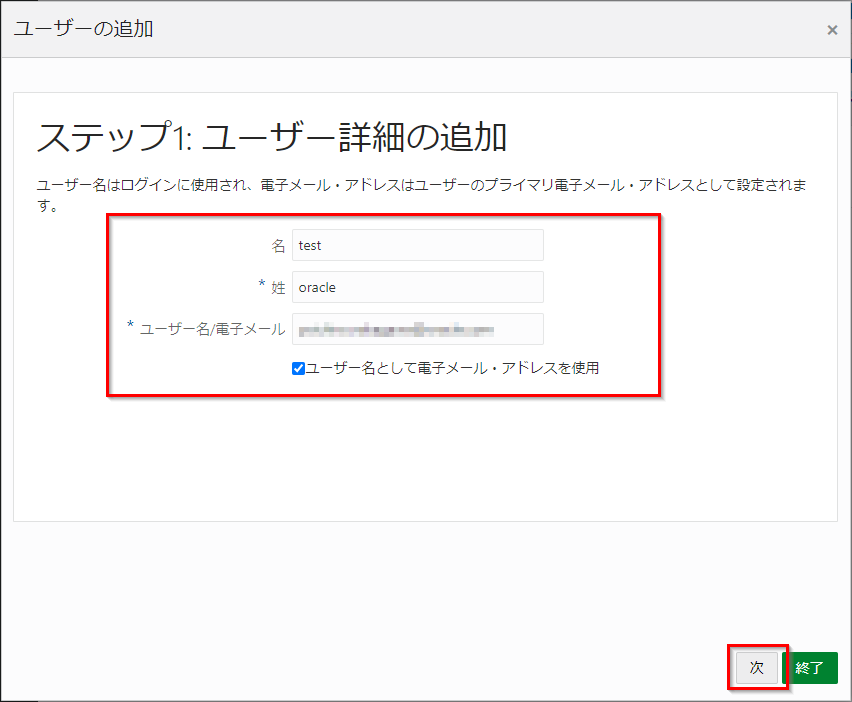 ユーザーの追加
×
ステップ1: ユーザー詳細の追加
ユーザー名はログインに使用され、電子メール・アドレスはユーザーのプライマリ電子メール・アドレスとして設定されま
す。
名 test
* 姓 oracle
* ユーザー名/電子メール
ユーザー名として電子メール・アドレスを使用
次 終了